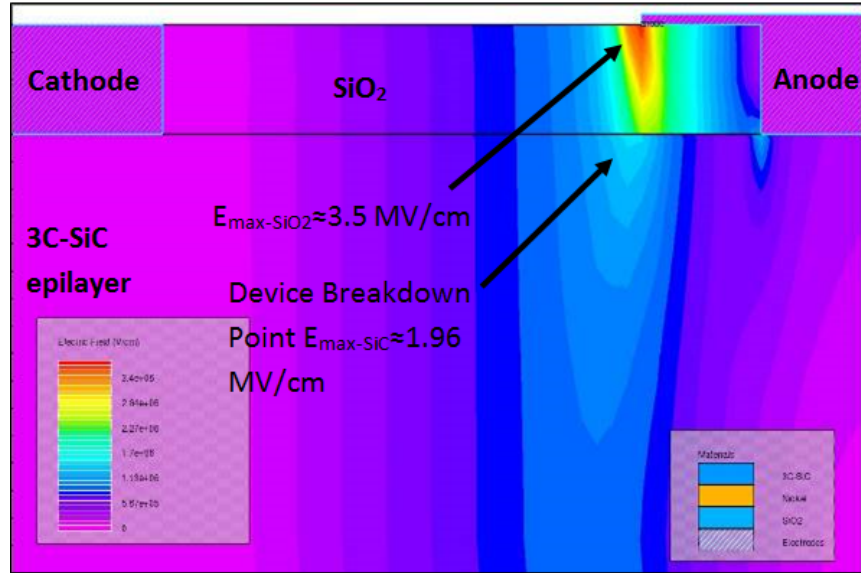 anode
Cathode
SiO₂
Anode
Eₘₐₓ₋SiO2≈3.5 MV/cm
3C-SiC
epilayer
Device Breakdown
Point Eₘₐₓ₋SiC≈1.96
MV/cm
Electric Field (V/cm)
3.4e+06
2.84e+06
2.27e+06
1.7e+06
1.13e+06
5.67e+05
0
Materials
3C-SiC
Nickel
SiO2
Electrodes